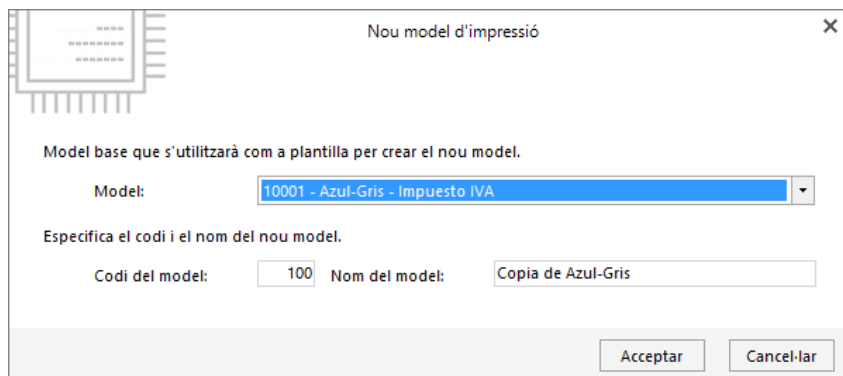 Nou model d'impressió
Model base que s'utilitzarà com a plantilla per crear el nou model.
Model: 10001 - Azul-Gris - Impuesto IVA
Especifica el codi i el nom del nou model.
Codi del model: 100 Nom del model: Copia de Azul-Gris
Acceptar Cancel·lar